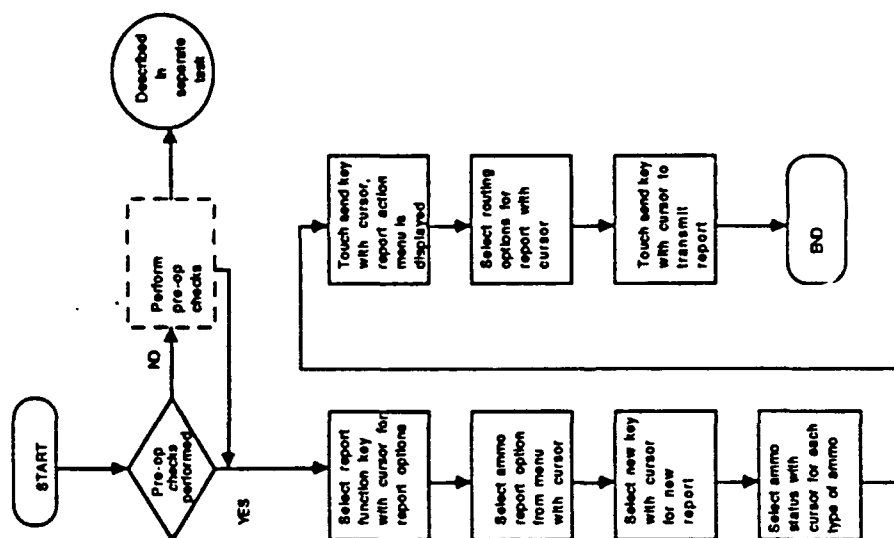 START
Pre-op
checks
performed
NO
YES
Perform
pre-op
checks
Described
in
separate
task
Select report
function key
with cursor for
report options
Select ammo
report option
from menu
with cursor
Select new key
with cursor
for new
report
Select ammo
status with
cursor for each
type of ammo
Touch send key
with cursor,
report action
menu is
displayed
Select routing
options for
report with
cursor
Touch send key
with cursor to
transmit
report
END